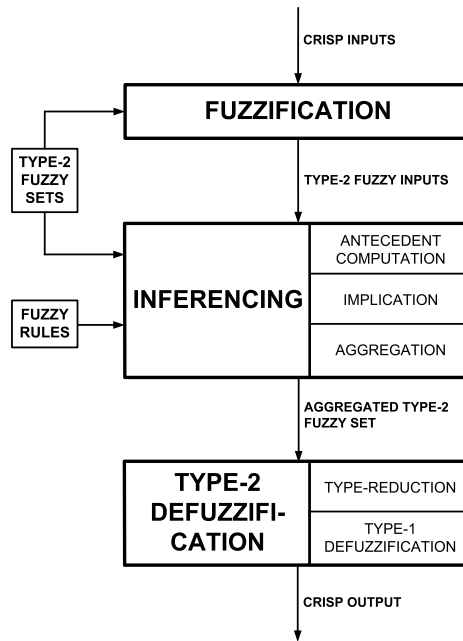 CRISP INPUTS
FUZZIFICATION
TYPE-2
FUZZY
SETS
TYPE-2 FUZZY INPUTS
INFERENCING
ANTECEDENT
COMPUTATION
IMPLICATION
AGGREGATION
FUZZY
RULES
AGGREGATED TYPE-2
FUZZY SET
TYPE-2
DEFUZZIFI-
CATION
TYPE-REDUCTION
TYPE-1
DEFUZZIFICATION
CRISP OUTPUT